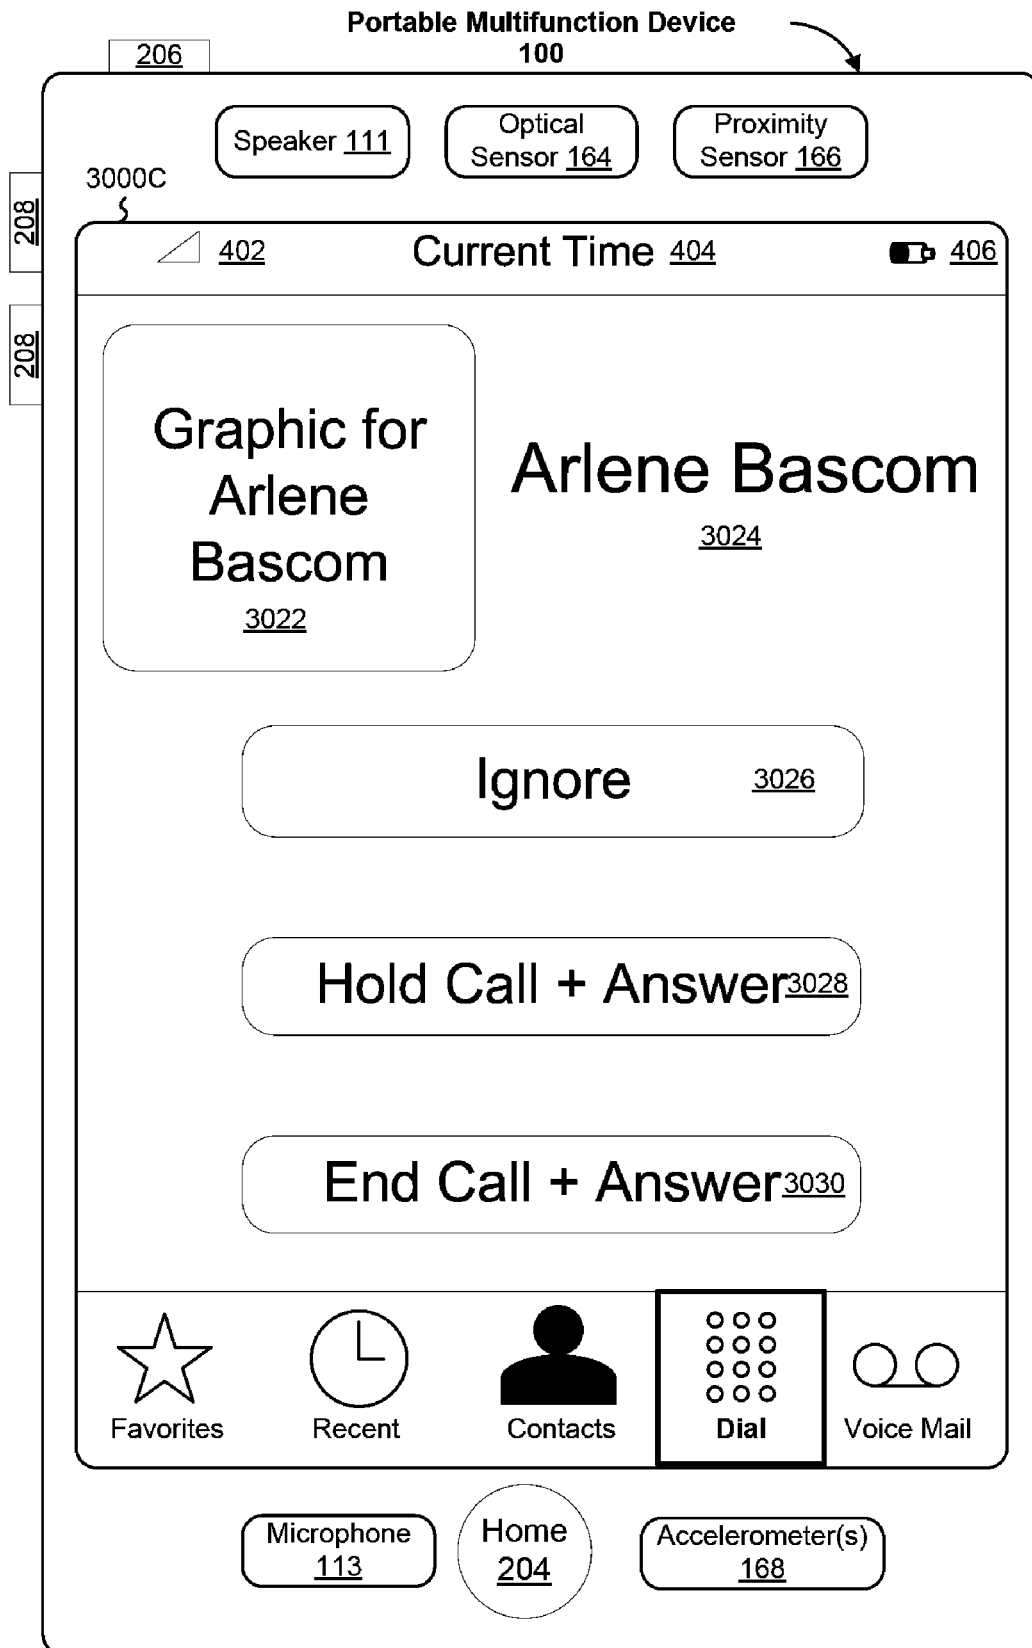 Portable Multifunction Device
100
206
Speaker 111
Optical
Sensor 164
Proximity
Sensor 166
3000C
208
208
402
Current Time 404
406
Graphic for
Arlene
Bascom
3022
Arlene Bascom
3024
Ignore 3026
Hold Call + Answer 3028
End Call + Answer 3030
Favorites
Recent
Contacts
Dial
Voice Mail
Microphone
113
Home
204
Accelerometer(s)
168